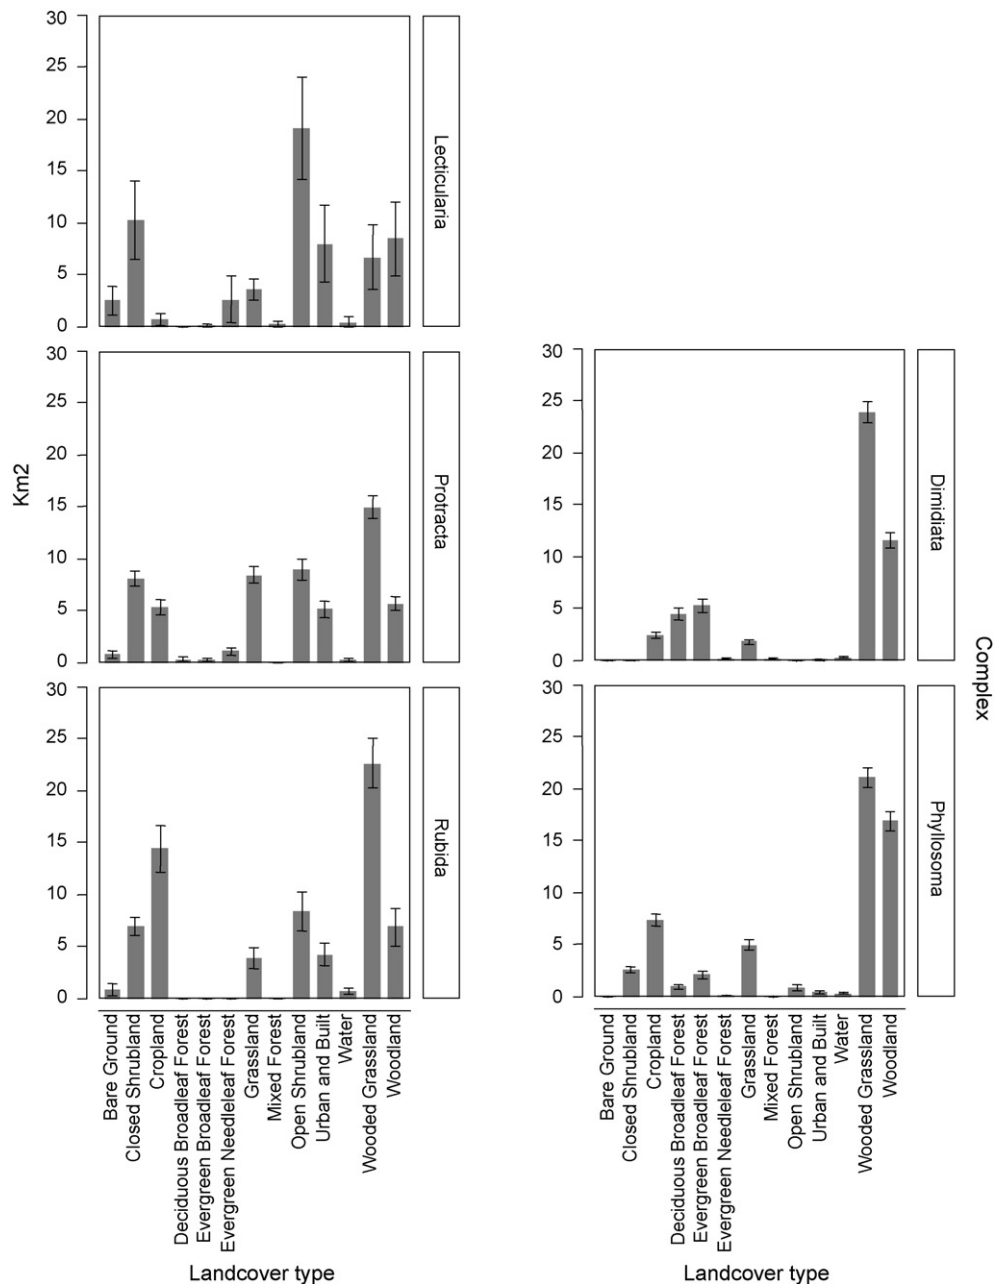 30
25
20
15
10
5
0
Lecticularia
30
25
20
15
10
5
0
Protracta
30
25
20
15
10
5
0
Rubida
Km2
Bare Ground
Closed Shrubland
Cropland
Deciduous Broadleaf Forest
Evergreen Broadleaf Forest
Evergreen Needleleaf Forest
Grassland
Mixed Forest
Open Shrubland
Urban and Built
Water
Wooded Grassland
Woodland
Landcover type
30
25
20
15
10
5
0
Dimidiata
30
25
20
15
10
5
0
Phyllosoma
Complex
Bare Ground
Closed Shrubland
Cropland
Deciduous Broadleaf Forest
Evergreen Broadleaf Forest
Evergreen Needleleaf Forest
Grassland
Mixed Forest
Open Shrubland
Urban and Built
Water
Wooded Grassland
Woodland
Landcover type